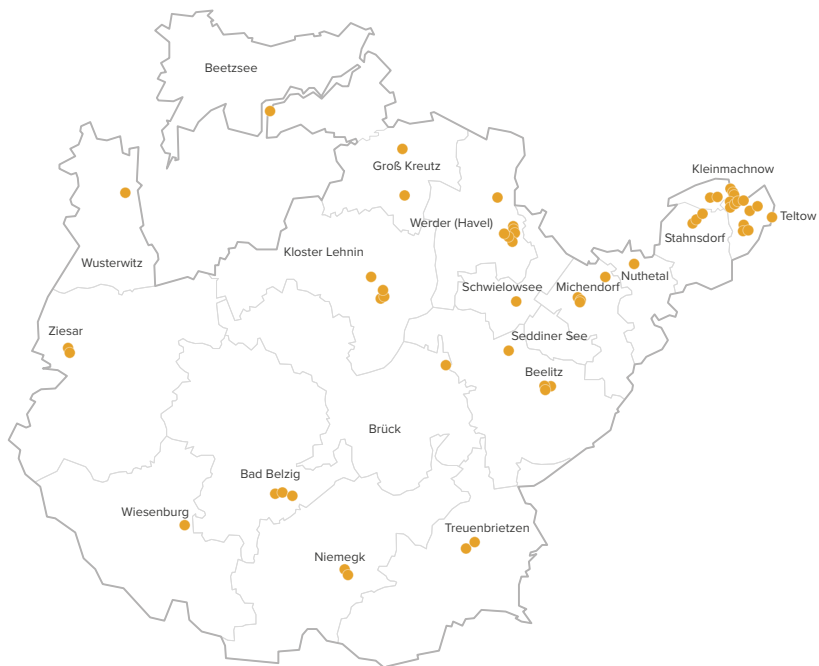 Beetsee
Groß Kreutz
Kleinmachnow
Werder (Havel)
Teltow
Stahnsdorf
Kloster Lehnin
Wusterwitz
Nuthetal
Schwielowsee
Michendorf
Ziesar
Seddiner See
Beelitz
Brück
Bad Belzig
Wiesenburg
Treuenbrietzen
Niemegk